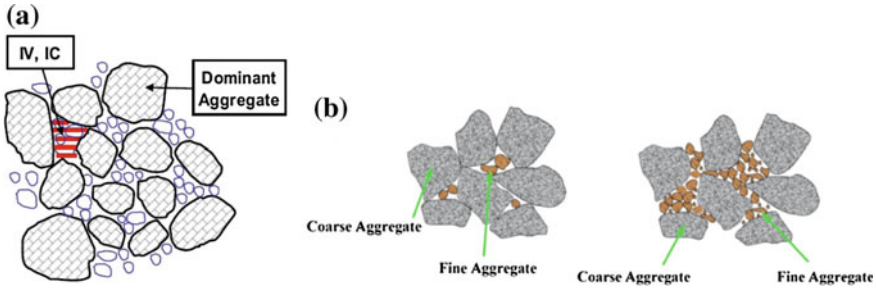 (a)
IV, IC
Dominant
Aggregate
(b)
Coarse Aggregate
Fine Aggregate
Coarse Aggregate
Fine Aggregate